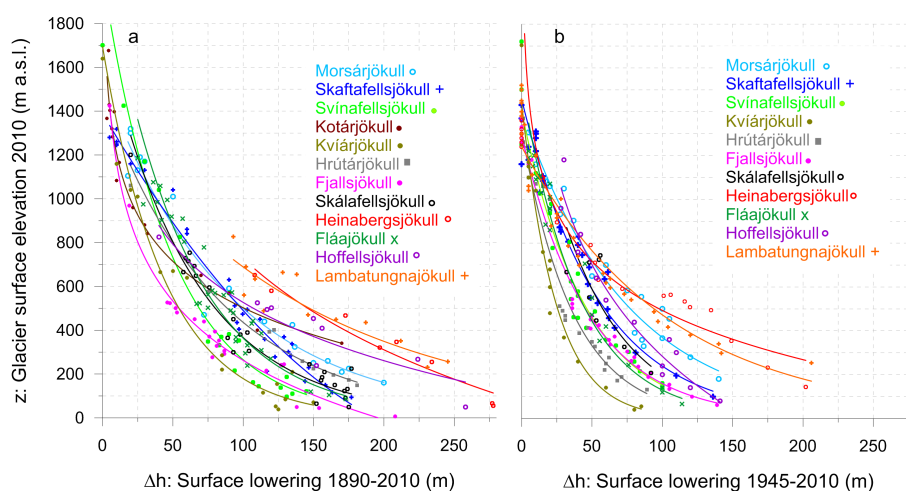 z: Glacier surface elevation 2010 (m a.s.l.)
1800
1600
1400
1200
1000
800
600
400
200
0
a
Morsárjökull
Skaftafellsjökull +
Svínafellsjökull
Kotárjökull
Kvíárjökull
Hrútárjökull
Fjallsjökull
Skálafellsjökull
Heinabergsjökull
Fláajökull x
Hoffellsjökull
Lambatungnajökull +
0 50 100 150 200 250
Δh: Surface lowering 1890-2010 (m)
b
Morsárjökull
Skaftafellsjökull +
Svínafellsjökull
Kvíárjökull
Hrútárjökull
Fjallsjökull
Skálafellsjökull
Heinabergsjökull
Fláajökull x
Hoffellsjökull
Lambatungnajökull +
0 50 100 150 200 250
Δh: Surface lowering 1945-2010 (m)